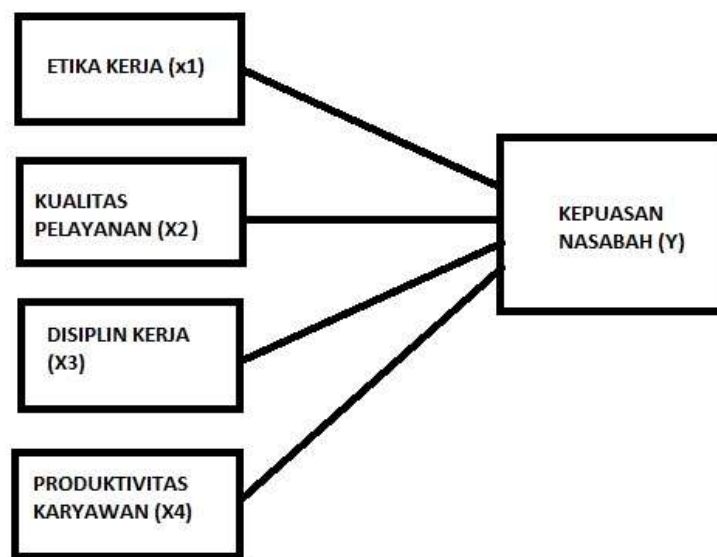 ETIKA KERJA (x1)
KUALITAS
PELAYANAN (X2)
DISIPLIN KERJA
(X3)
PRODUKTIVITAS
KARYAWAN (X4)
KEPUASAN
NASABAH (Y)